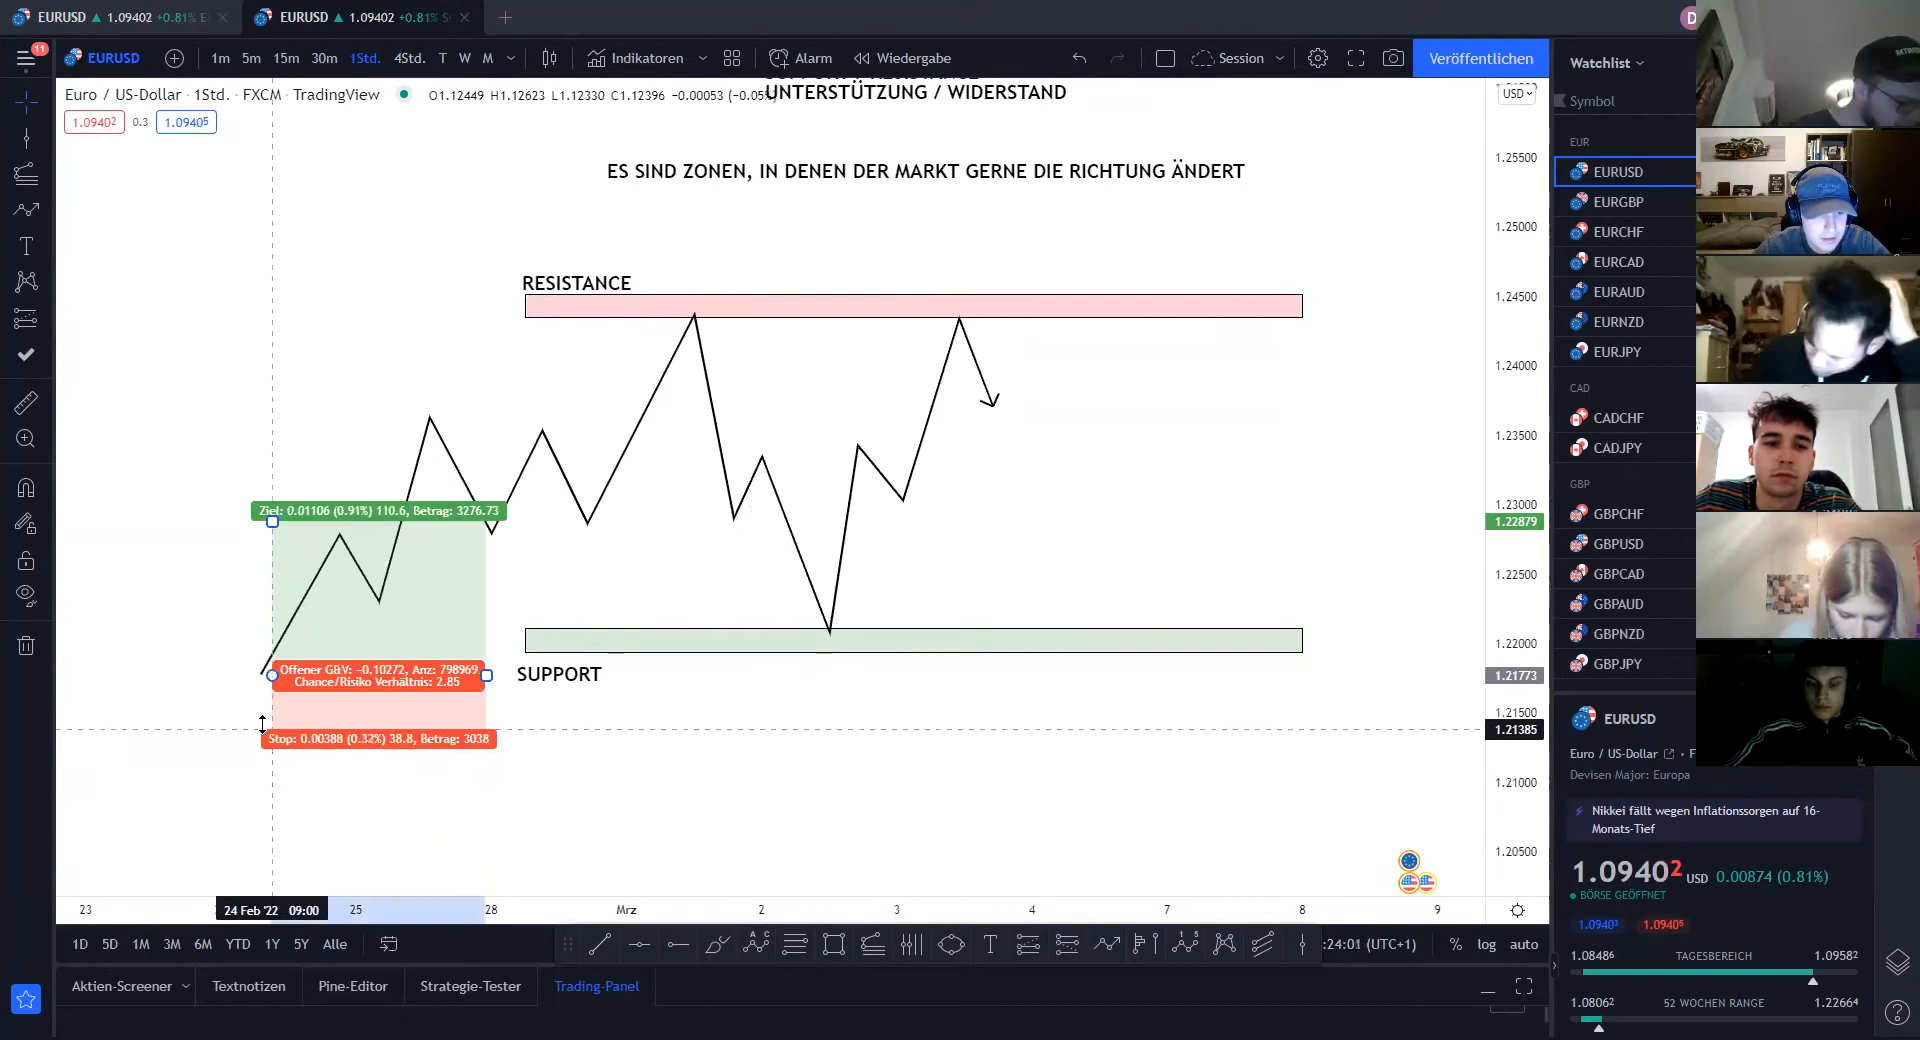 EURUSD ▲ 1.09402 +0.81% E
EURUSD ▲ 1.09402 +0.81% S
11
EURUSD
1m 5m 15m 30m 1Std. 4Std. T W M
Indikatoren
Alarm
Wiedergabe
Session
Veröffentlichen
Euro / US-Dollar · 1Std. · FXCM · TradingView
O1.12449 H1.12623 L1.12330 C1.12396 −0.00053 (−0.05%
1.09402
0.3
1.09405
UNTERSTÜTZUNG / WIDERSTAND
ES SIND ZONEN, IN DENEN DER MARKT GERNE DIE RICHTUNG ÄNDERT
RESISTANCE
SUPPORT
Ziel: 0.01106 (0.91%) 110.6, Betrag: 3276.73
Offener G&V: −0.10272, Anz: 798969
Chance/Risiko Verhältnis: 2.85
Stop: 0.00388 (0.32%) 38.8, Betrag: 3038
USD
1.25500
1.25000
1.24500
1.24000
1.23500
1.23000
1.22879
1.22500
1.22000
1.21773
1.21500
1.21385
1.21000
1.20500
23
24 Feb '22 09:00
25
28
Mrz
2
3
4
7
8
9
1D 5D 1M 3M 6M YTD 1Y 5Y Alle
:24:01 (UTC+1)
% log auto
Aktien-Screener
Textnotizen
Pine-Editor
Strategie-Tester
Trading-Panel
Watchlist
Symbol
EUR
EURUSD
EURGBP
EURCHF
EURCAD
EURAUD
EURNZD
EURJPY
CAD
CADCHF
CADJPY
GBP
GBPCHF
GBPUSD
GBPCAD
GBPAUD
GBPNZD
GBPJPY
EURUSD
Euro / US-Dollar
Devisen Major: Europa
Nikkei fällt wegen Inflationssorgen auf 16-
Monats-Tief
1.09402 USD 0.00874 (0.81%)
BÖRSE GEÖFFNET
1.09403
1.09405
1.08486 TAGESBEREICH 1.09582
1.08062 52 WOCHEN RANGE 1.22664